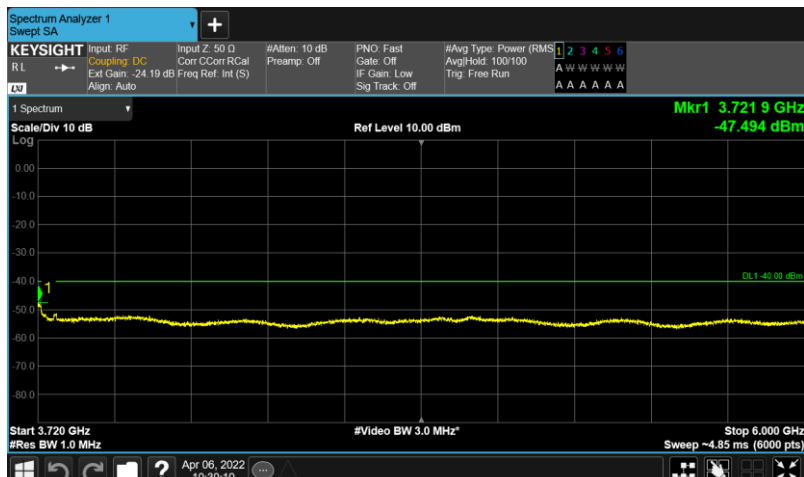 Spectrum Analyzer 1
Swept SA
+
KEYSIGHT Input: RF Input Z: 50 Ω #Atten: 10 dB PNO: Fast #Avg Type: Power (RMS 1 2 3 4 5 6
R L Coupling: DC Corr CCorr RCal Preamp: Off Gate: Off Avg|Hold: 100/100 A W W W W W
Ext Gain: -24.19 dB Freq Ref: Int (S) IF Gain: Low Trig: Free Run
LXI Align: Auto Sig Track: Off A A A A A A
1 Spectrum Mkr1 3.721 9 GHz
Scale/Div 10 dB Ref Level 10.00 dBm -47.494 dBm
Log
0.00
-10.0
-20.0
-30.0
DL1 -40.00 dBm
-40.0
1
-50.0
-60.0
-70.0
-80.0
Start 3.720 GHz #Video BW 3.0 MHz* Stop 6.000 GHz
#Res BW 1.0 MHz Sweep ~4.85 ms (6000 pts)
? Apr 06, 2022